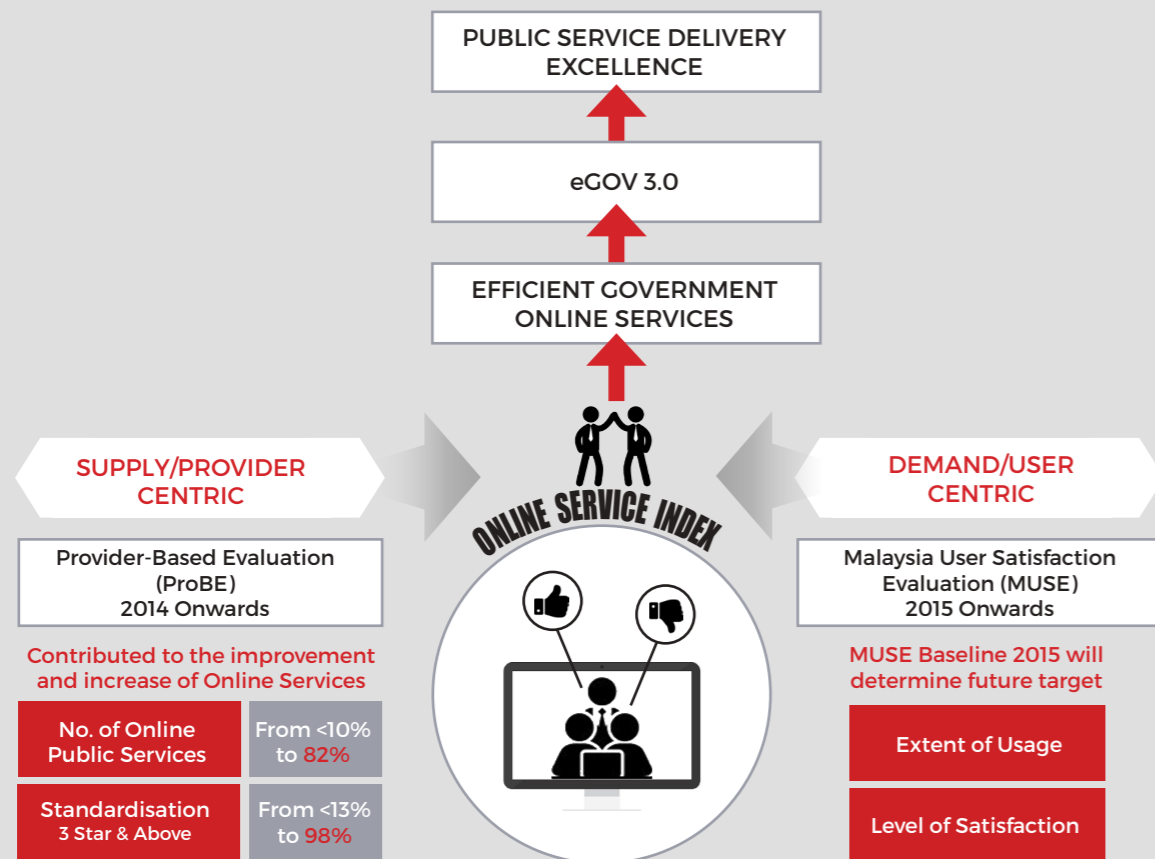 PUBLIC SERVICE DELIVERY
EXCELLENCE
eGOV 3.0
EFFICIENT GOVERNMENT
ONLINE SERVICES
SUPPLY/PROVIDER
CENTRIC
ONLINE SERVICE INDEX
DEMAND/USER
CENTRIC
Provider-Based Evaluation
(ProBE)
2014 Onwards
Contributed to the improvement
and increase of Online Services
No. of Online
Public Services
From <10%
to 82%
Standardisation
3 Star & Above
From <13%
to 98%
Malaysia User Satisfaction
Evaluation (MUSE)
2015 Onwards
MUSE Baseline 2015 will
determine future target
Extent of Usage
Level of Satisfaction